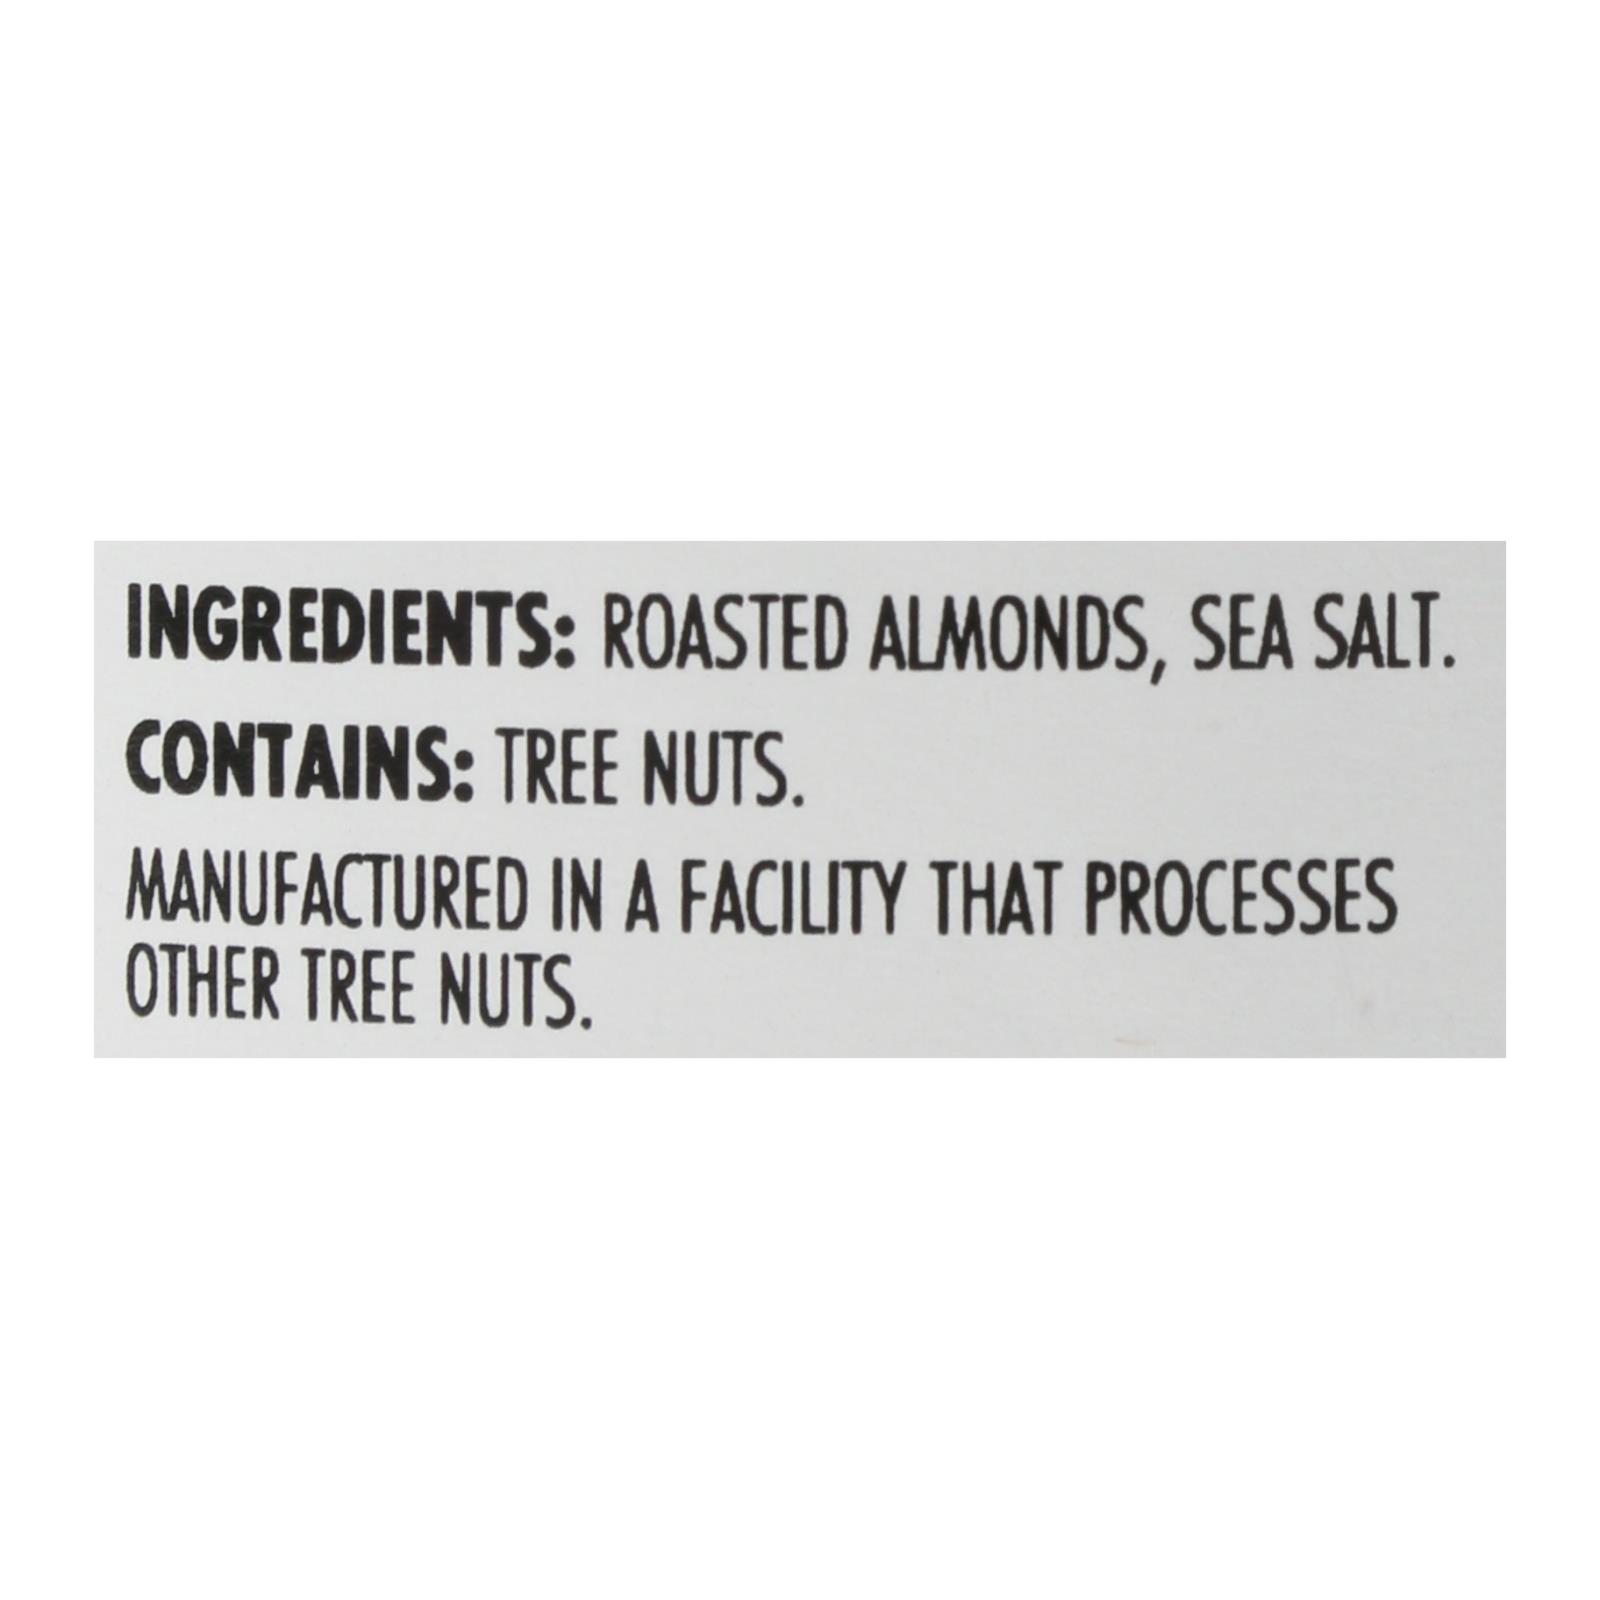 INGREDIENTS: ROASTED ALMONDS, SEA SALT.
CONTAINS: TREE NUTS.
MANUFACTURED IN A FACILITY THAT PROCESSES
OTHER TREE NUTS.